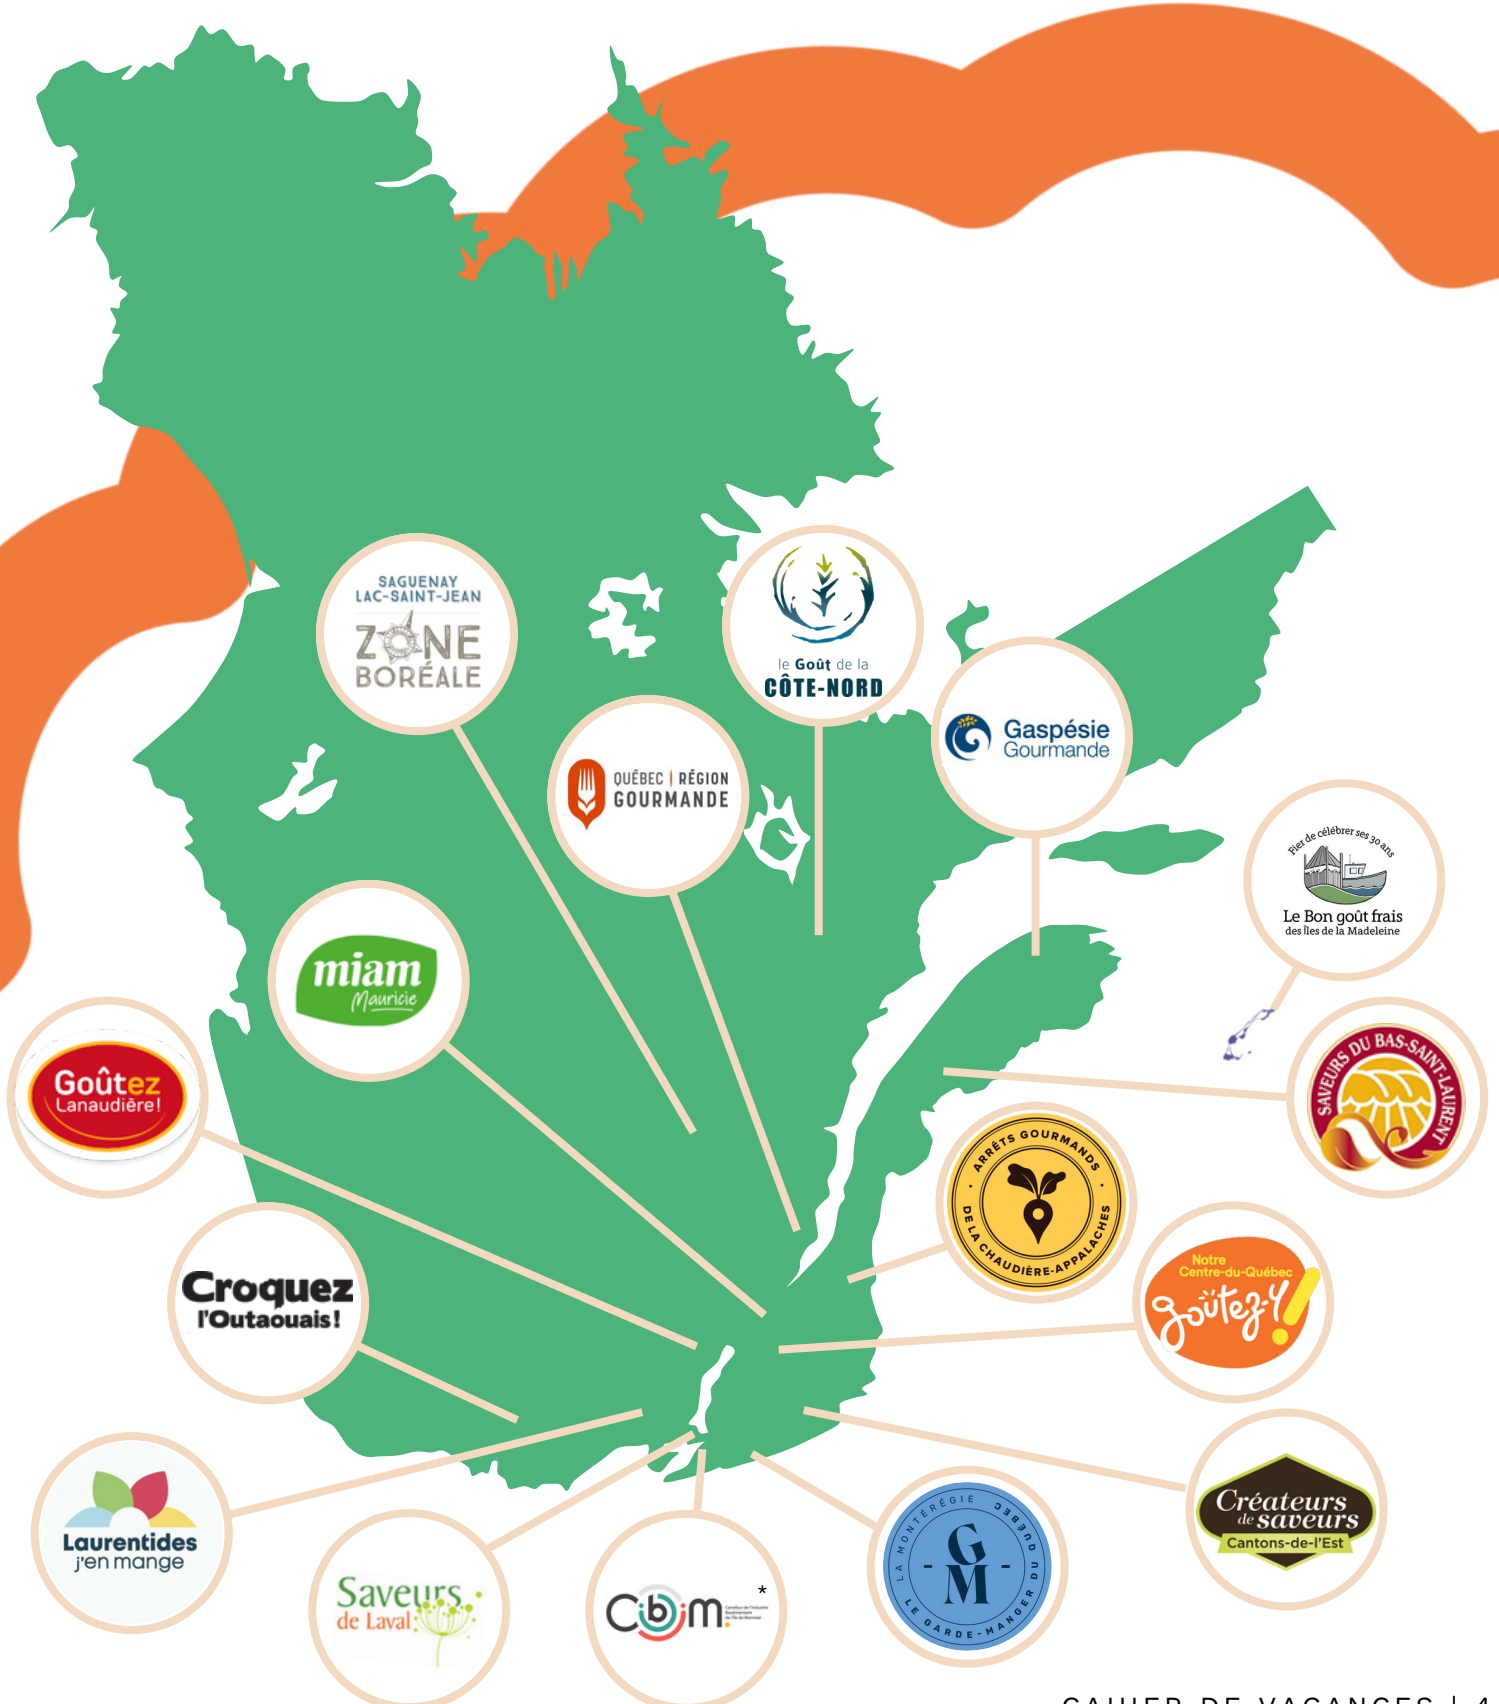 SAGUENAY
LAC-SAINT-JEAN
ZONE
BORÉALE
le Goût de la
CÔTE-NORD
QUÉBEC | RÉGION
GOURMANDE
Gaspésie
Gourmande
Fier de célébrer ses 30 ans
Le Bon goût frais
des Îles de la Madeleine
miam
Mauricie
Goûtez
Lanaudière!
SAVEURS DU BAS-SAINT-LAURENT
ARRÊTS GOURMANDS
DE LA CHAUDIÈRE-APPALACHES
Croquez
l'Outaouais!
Notre
Centre-du-Québec
goûtez-y!
Laurentides
j'en mange
Saveurs
de Laval
CIBIM
*
LA MONTÉRÉGIE
GM
LE GARDE-MANGER DU QUÉBEC
Créateurs
de saveurs
Cantons-de-l'Est
CAHIER DE VACANCES | 4